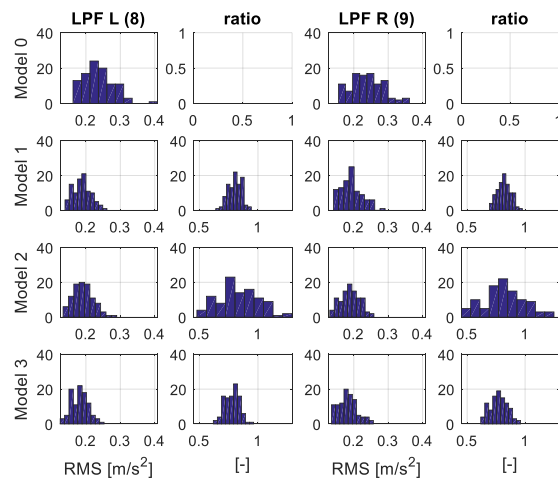 LPF L (8) ratio LPF R (9) ratio
Model 0
40 1 40 1
20 0.5 20 0.5
0 0 0 0
0.2 0.3 0.4 0 0.5 1 0.2 0.3 0.4 0 0.5 1
Model 1
40 40 40 40
20 20 20 20
0 0 0 0
0.2 0.3 0.4 0.5 1 0.2 0.3 0.4 0.5 1
Model 2
40 40 40 40
20 20 20 20
0 0 0 0
0.2 0.3 0.4 0.5 1 0.2 0.3 0.4 0.5 1
Model 3
40 40 40 40
20 20 20 20
0 0 0 0
0.2 0.3 0.4 0.5 1 0.2 0.3 0.4 0.5 1
RMS [m/s²] [-] RMS [m/s²] [-]